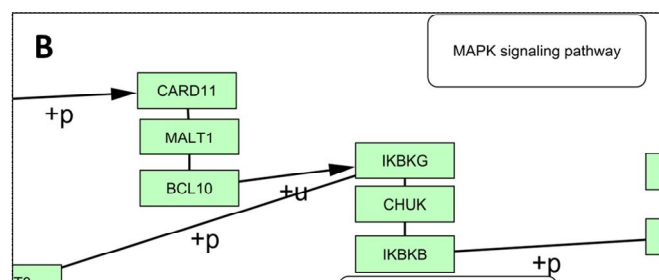 B
MAPK signaling pathway
CARD11
+p
MALT1
IKBKG
BCL10
+u
CHUK
+p
IKBKB
+p